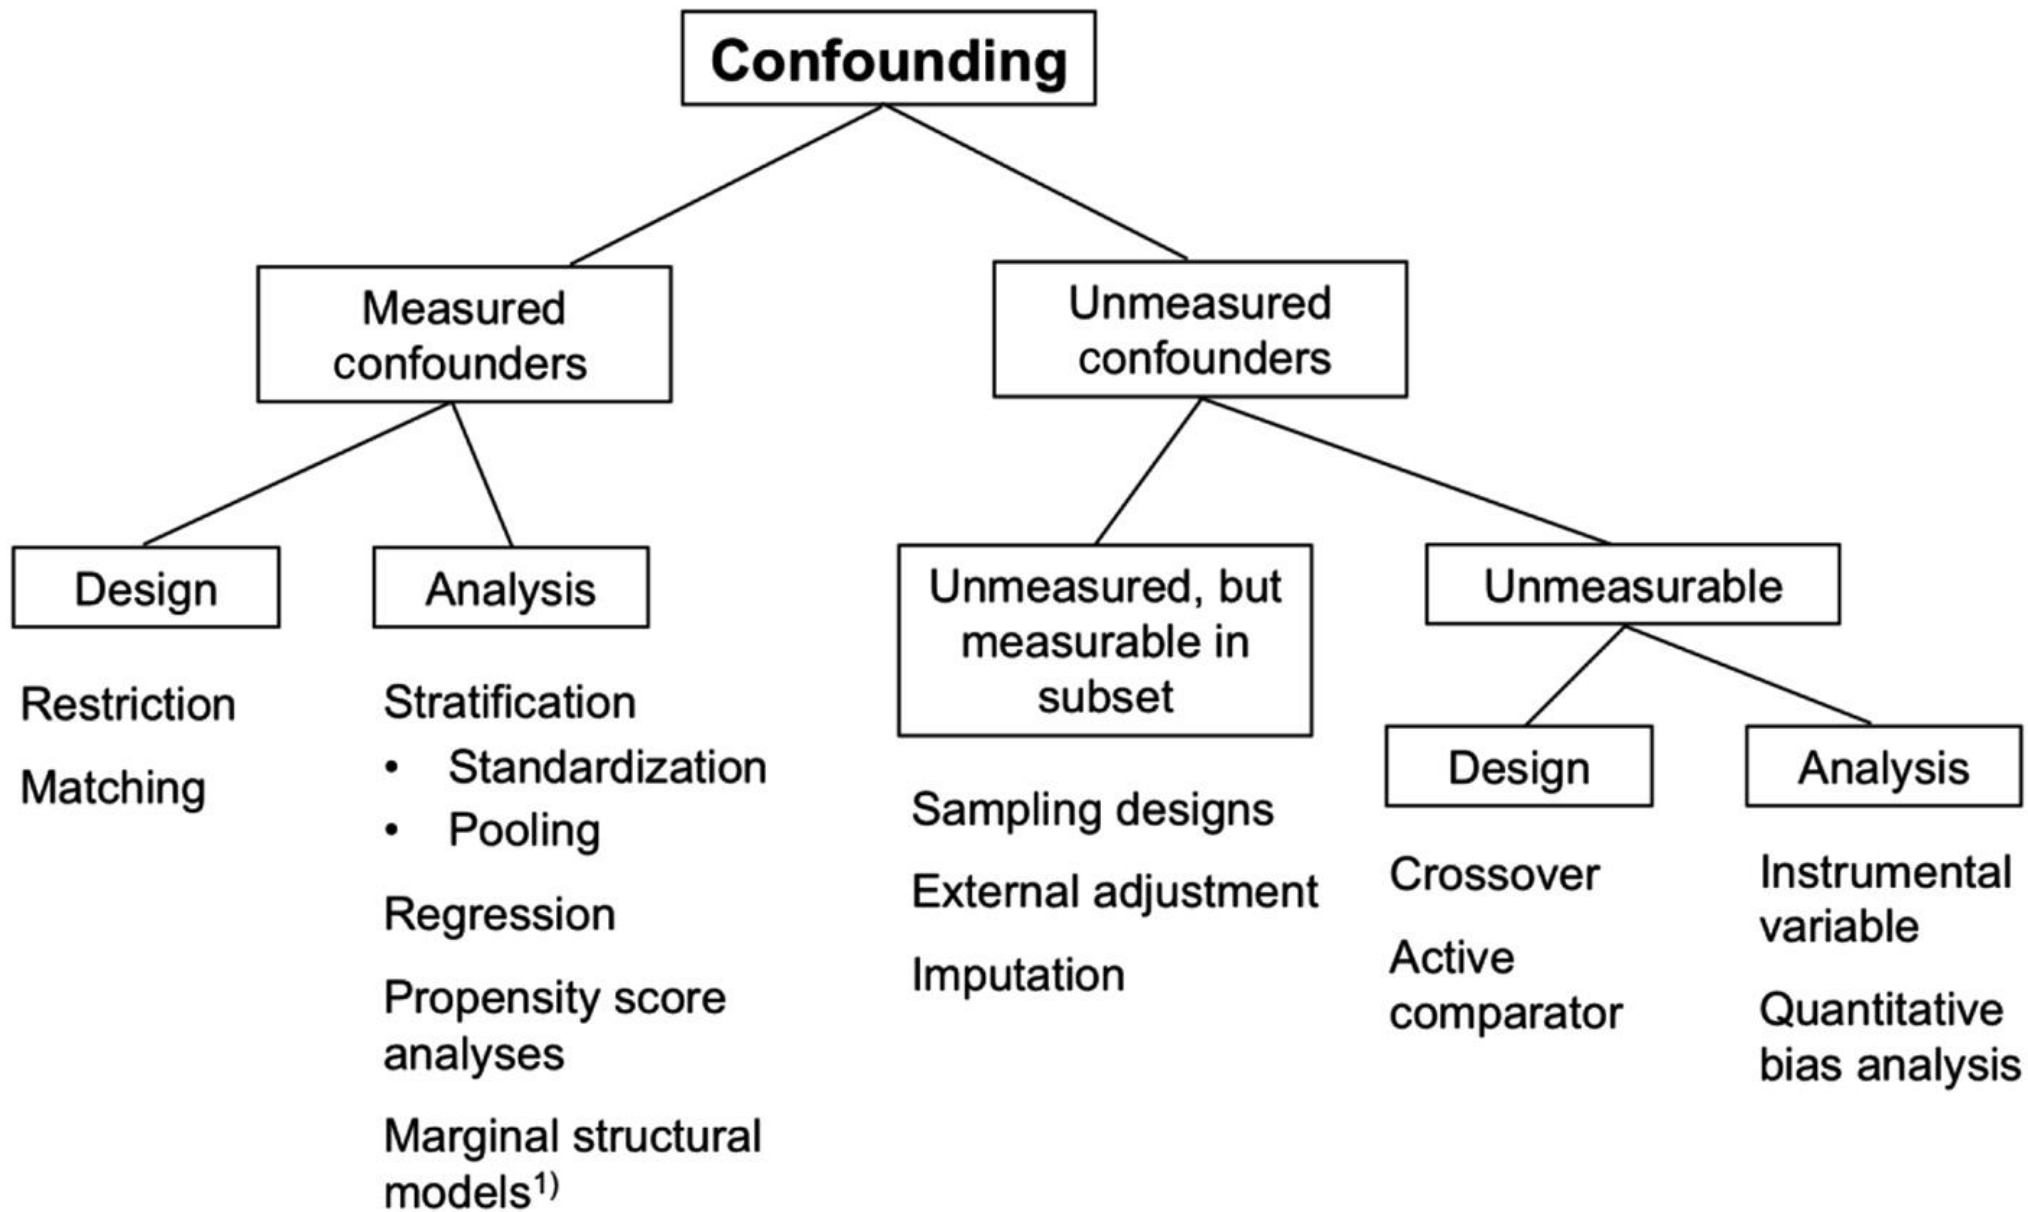 Confounding
Measured
confounders
Unmeasured
confounders
Design
Analysis
Unmeasured, but
measurable in
subset
Unmeasurable
Restriction
Matching
Stratification
• Standardization
• Pooling
Regression
Propensity score
analyses
Marginal structural
models¹⁾
Sampling designs
External adjustment
Imputation
Design
Analysis
Crossover
Active
comparator
Instrumental
variable
Quantitative
bias analysis